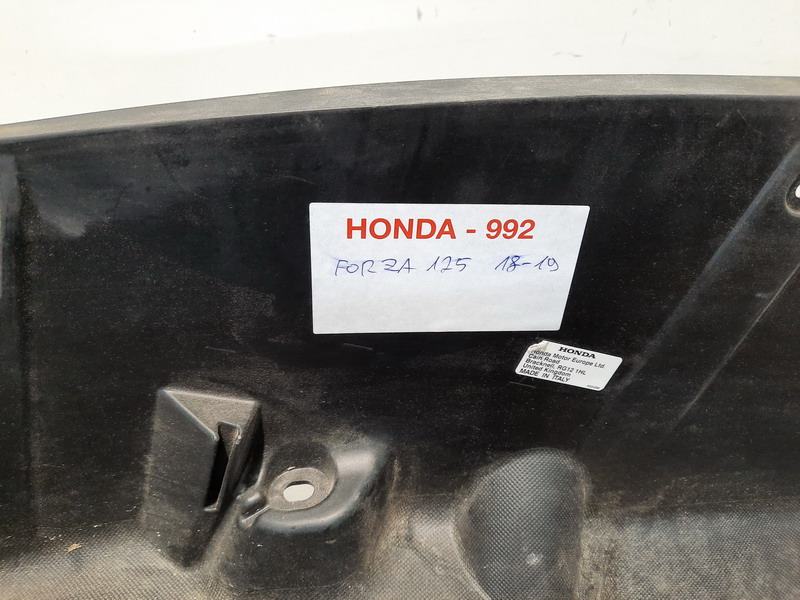 HONDA - 992
FORZA 125 18-19
HONDA
Honda Motor Europe Ltd.
Cain Road
Bracknell, RG12 1HL
United Kingdom
MADE IN ITALY